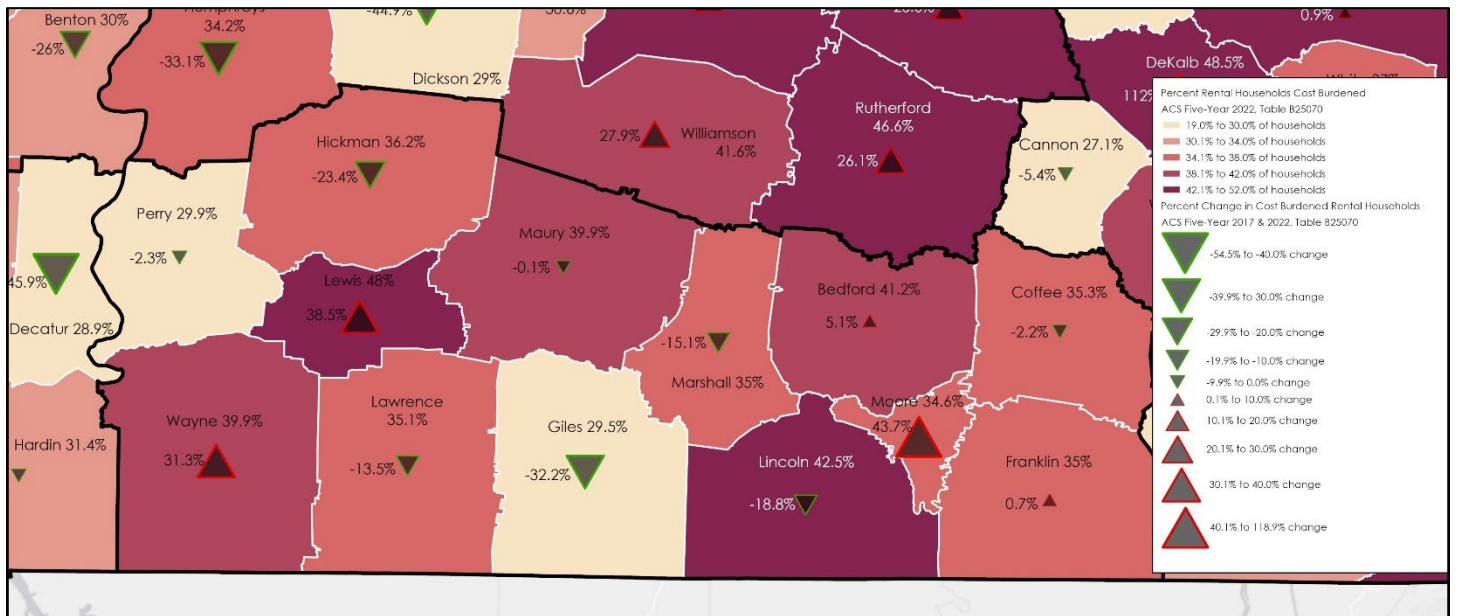 Benton 30%
-26%
Humphreys
34.2%
-33.1%
-44.9%
Dickson 29%
0.9%
DeKalb 48.5%
112%
Hickman 36.2%
-23.4%
27.9%
Williamson
41.6%
Rutherford
46.6%
26.1%
Cannon 27.1%
-5.4%
Perry 29.9%
-2.3%
Maury 39.9%
-0.1%
45.9%
Decatur 28.9%
Lewis 48%
38.5%
Bedford 41.2%
5.1%
Coffee 35.3%
-2.2%
-15.1%
Marshall 35%
Hardin 31.4%
Wayne 39.9%
31.3%
Lawrence
35.1%
-13.5%
Giles 29.5%
-32.2%
Lincoln 42.5%
-18.8%
Moore 34.6%
43.7%
Franklin 35%
0.7%
Percent Rental Households Cost Burdened
ACS Five-Year 2022, Table B25070
19.0% to 30.0% of households
30.1% to 34.0% of households
34.1% to 38.0% of households
38.1% to 42.0% of households
42.1% to 52.0% of households
Percent Change in Cost Burdened Rental Households
ACS Five-Year 2017 & 2022, Table B25070
-54.5% to -40.0% change
-39.9% to 30.0% change
-29.9% to -20.0% change
-19.9% to -10.0% change
-9.9% to 0.0% change
0.1% to 10.0% change
10.1% to 20.0% change
20.1% to 30.0% change
30.1% to 40.0% change
40.1% to 118.9% change